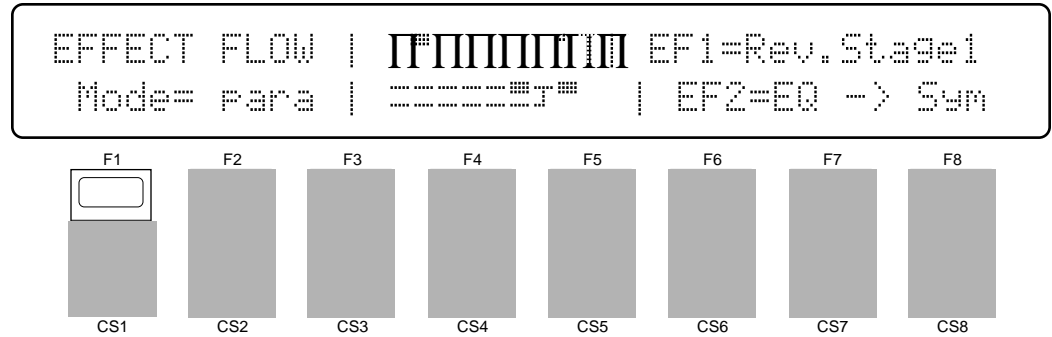 EFFECT FLOW | EF1=Rev.Stage1
Mode= para | | EF2=EQ -> Sym
F1 F2 F3 F4 F5 F6 F7 F8
CS1 CS2 CS3 CS4 CS5 CS6 CS7 CS8